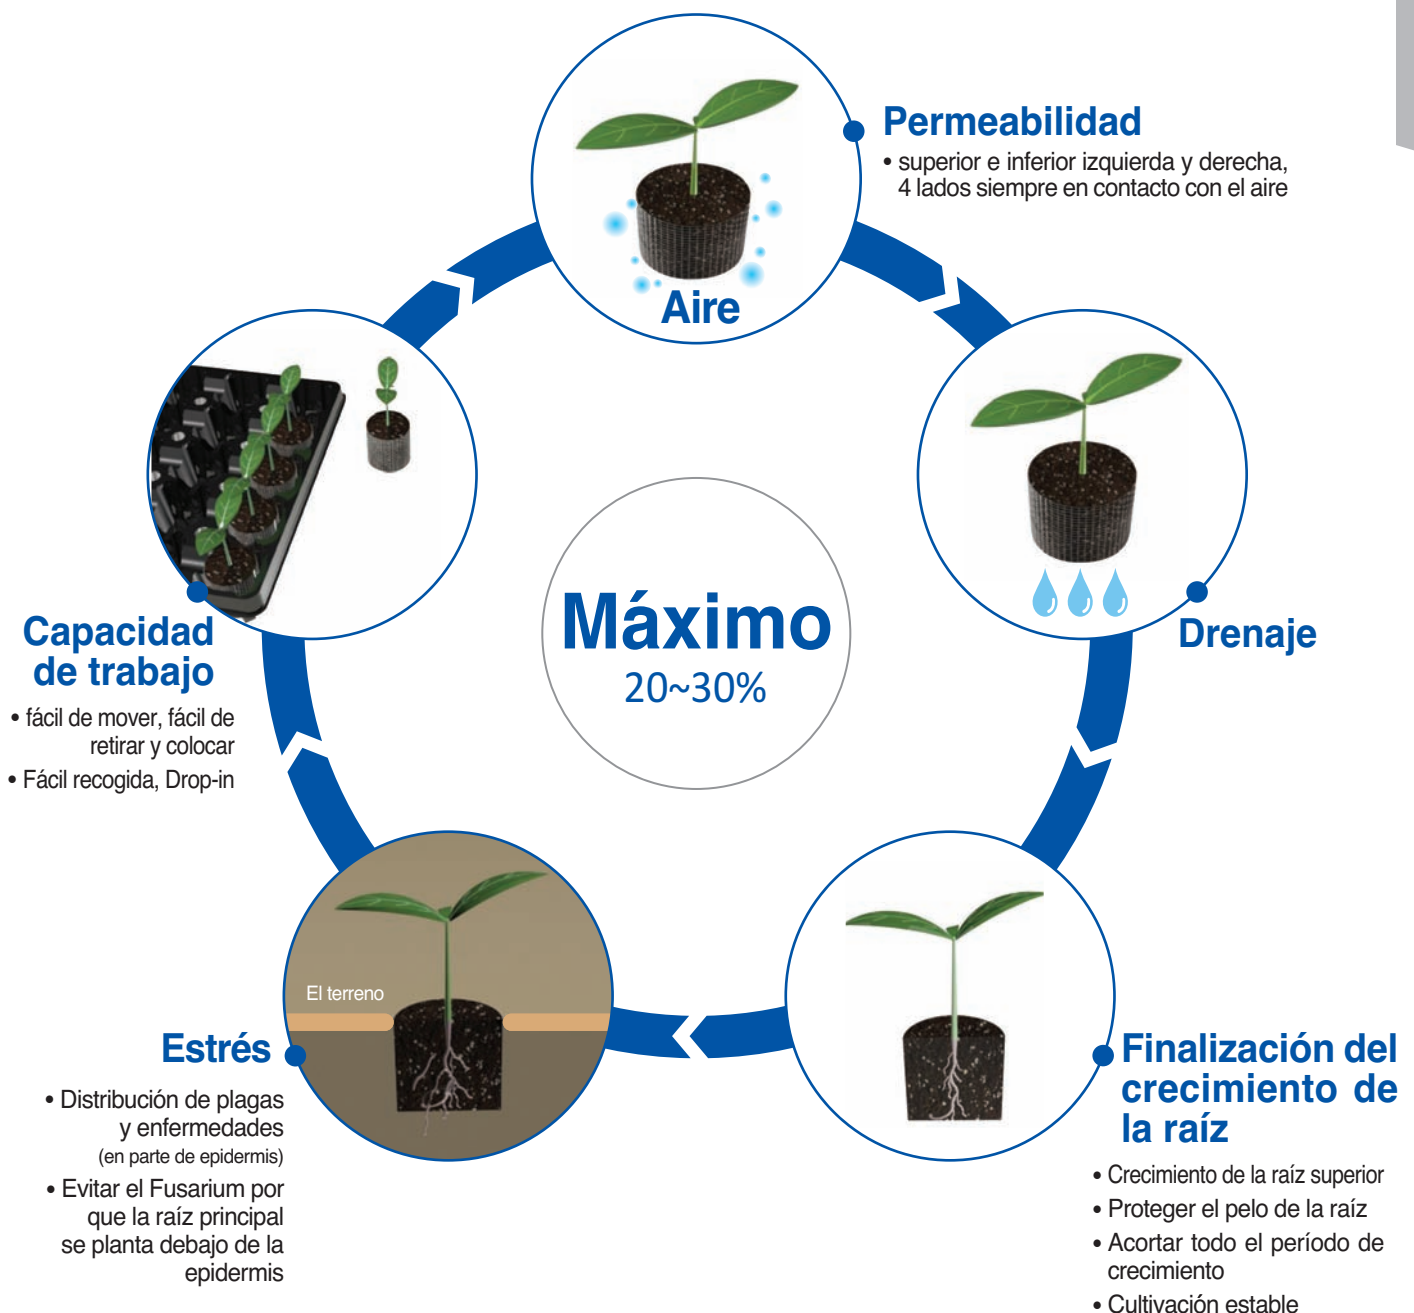 Permeabilidad
• superior e inferior izquierda y derecha,
4 lados siempre en contacto con el aire
Aire
Drenaje
Máximo
20~30%
Capacidad
de trabajo
• fácil de mover, fácil de
retirar y colocar
• Fácil recogida, Drop-in
El terreno
Estrés
• Distribución de plagas
y enfermedades
(en parte de epidermis)
• Evitar el Fusarium por
que la raíz principal
se planta debajo de la
epidermis
Finalización del
crecimiento de
la raíz
• Crecimiento de la raíz superior
• Proteger el pelo de la raíz
• Acortar todo el período de
crecimiento
• Cultivación estable